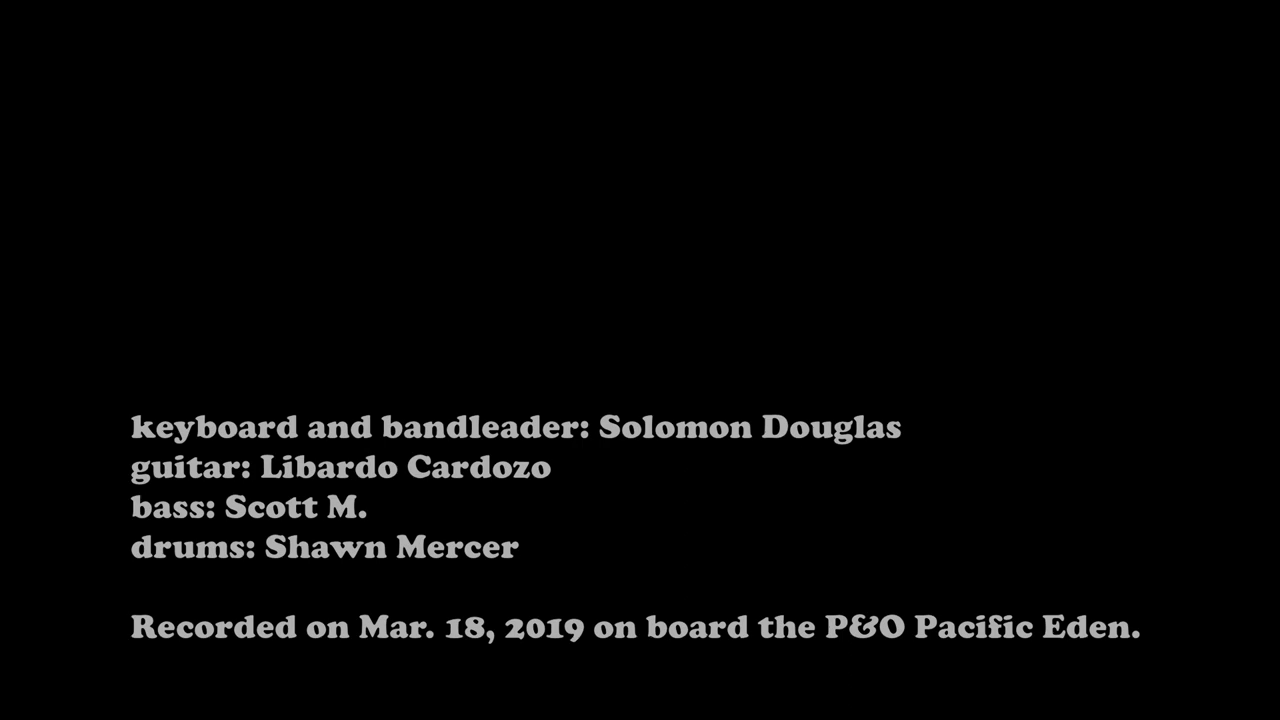 keyboard and bandleader: Solomon Douglas
guitar: Libardo Cardozo
bass: Scott M.
drums: Shawn Mercer
Recorded on Mar. 18, 2019 on board the P&O Pacific Eden.